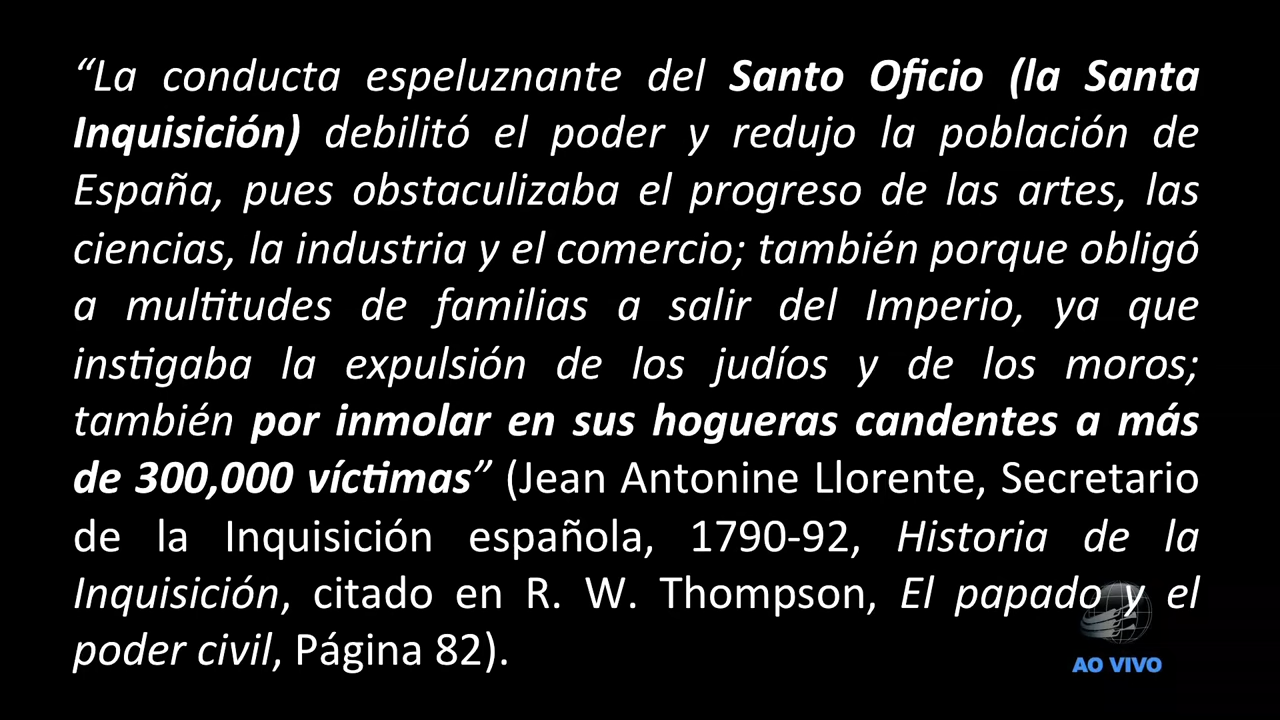 “La conducta espeluznante del Santo Oficio (la Santa
Inquisición) debilitó el poder y redujo la población de
España, pues obstaculizaba el progreso de las artes, las
ciencias, la industria y el comercio; también porque obligó
a multitudes de familias a salir del Imperio, ya que
instigaba la expulsión de los judíos y de los moros;
también por inmolar en sus hogueras candentes a más
de 300,000 víctimas” (Jean Antonine Llorente, Secretario
de la Inquisición española, 1790-92, Historia de la
Inquisición, citado en R. W. Thompson, El papado y el
poder civil, Página 82).
AO VIVO